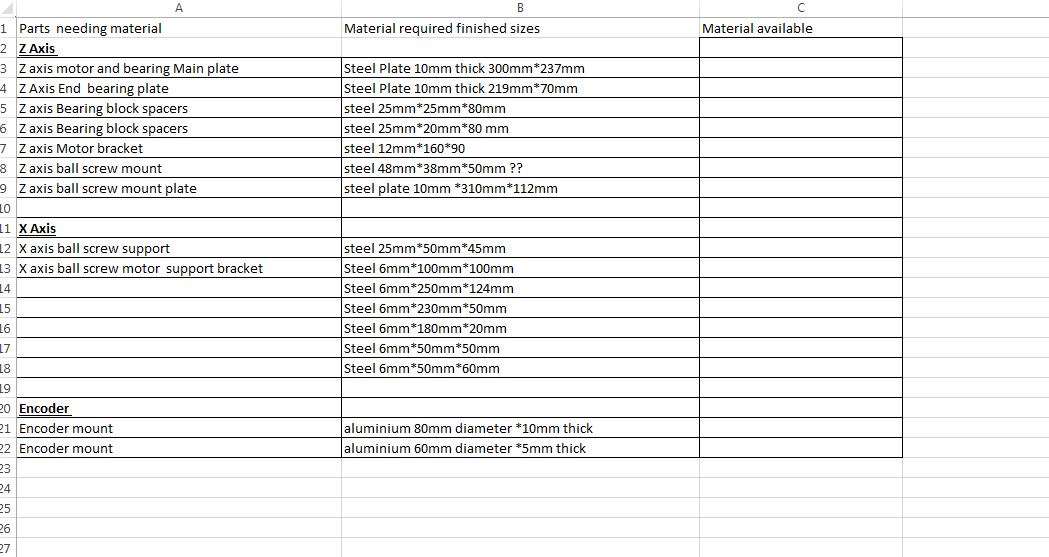 A B C
1 Parts needing material Material required finished sizes Material available
2 Z Axis
3 Z axis motor and bearing Main plate Steel Plate 10mm thick 300mm*237mm
4 Z Axis End bearing plate Steel Plate 10mm thick 219mm*70mm
5 Z axis Bearing block spacers steel 25mm*25mm*80mm
6 Z axis Bearing block spacers steel 25mm*20mm*80 mm
7 Z axis Motor bracket steel 12mm*160*90
8 Z axis ball screw mount steel 48mm*38mm*50mm ??
9 Z axis ball screw mount plate steel plate 10mm *310mm*112mm
10
11 X Axis
12 X axis ball screw support steel 25mm*50mm*45mm
13 X axis ball screw motor support bracket Steel 6mm*100mm*100mm
14 Steel 6mm*250mm*124mm
15 Steel 6mm*230mm*50mm
16 Steel 6mm*180mm*20mm
17 Steel 6mm*50mm*50mm
18 Steel 6mm*50mm*60mm
19
20 Encoder
21 Encoder mount aluminium 80mm diameter *10mm thick
22 Encoder mount aluminium 60mm diameter *5mm thick
23
24
25
26
27